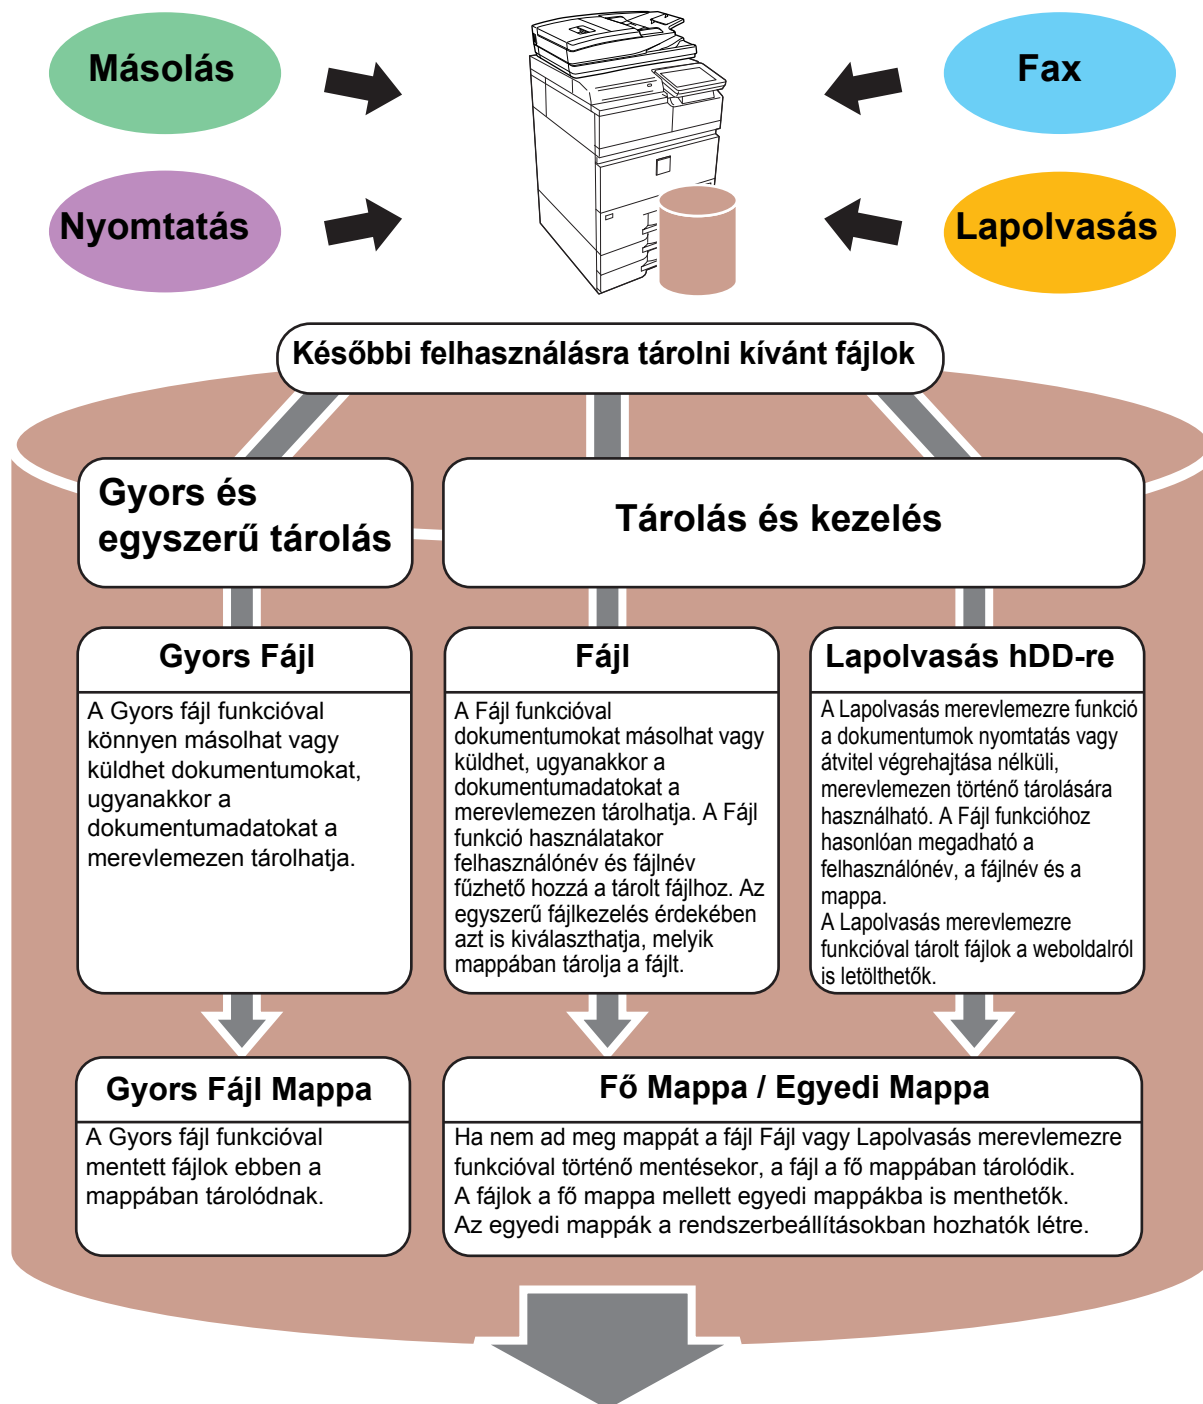 Másolás
Fax
Nyomtatás
Lapolvasás
Későbbi felhasználásra tárolni kívánt fájlok
Gyors és
egyszerű tárolás
Tárolás és kezelés
Gyors Fájl
A Gyors fájl funkcióval
könnyen másolhat vagy
küldhet dokumentumokat,
ugyanakkor a
dokumentumadatokat a
merevlemezen tárolhatja.
Fájl
A Fájl funkcióval
dokumentumokat másolhat vagy
küldhet, ugyanakkor a
dokumentumadatokat a
merevlemezen tárolhatja. A Fájl
funkció használatakor
felhasználónév és fájlnév
fűzhető hozzá a tárolt fájlhoz. Az
egyszerű fájlkezelés érdekében
azt is kiválaszthatja, melyik
mappában tárolja a fájlt.
Lapolvasás hDD-re
A Lapolvasás merevlemezre funkció
a dokumentumok nyomtatás vagy
átvitel végrehajtása nélküli,
merevlemezen történő tárolására
használható. A Fájl funkcióhoz
hasonlóan megadható a
felhasználónév, a fájlnév és a
mappa.
A Lapolvasás merevlemezre
funkcióval tárolt fájlok a weboldalról
is letölthetők.
Gyors Fájl Mappa
A Gyors fájl funkcióval
mentett fájlok ebben a
mappában tárolódnak.
Fő Mappa / Egyedi Mappa
Ha nem ad meg mappát a fájl Fájl vagy Lapolvasás merevlemezre
funkcióval történő mentésekor, a fájl a fő mappában tárolódik.
A fájlok a fő mappa mellett egyedi mappákba is menthetők.
Az egyedi mappák a rendszerbeállításokban hozhatók létre.